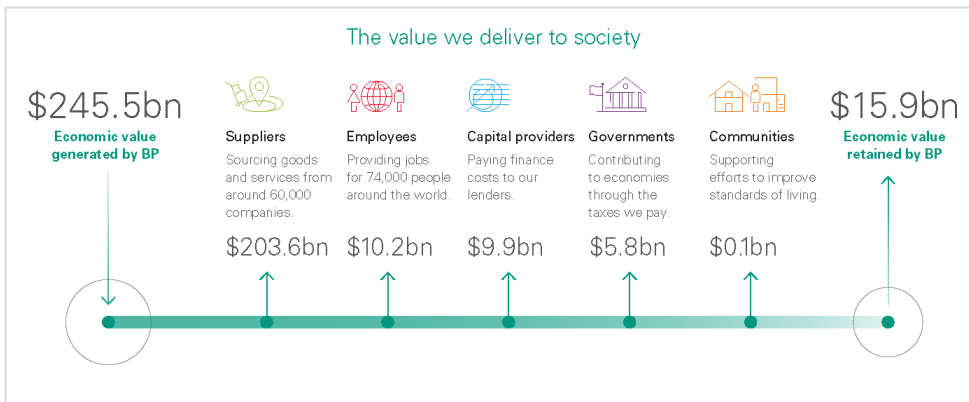 The value we deliver to society
$245.5bn
Economic value
generated by BP
Suppliers
Sourcing goods
and services from
around 60,000
companies.
$203.6bn
Employees
Providing jobs
for 74,000 people
around the world.
$10.2bn
Capital providers
Paying finance
costs to our
lenders.
$9.9bn
Governments
Contributing
to economies
through the
taxes we pay.
$5.8bn
Communities
Supporting
efforts to improve
standards of living.
$0.1bn
$15.9bn
Economic value
retained by BP